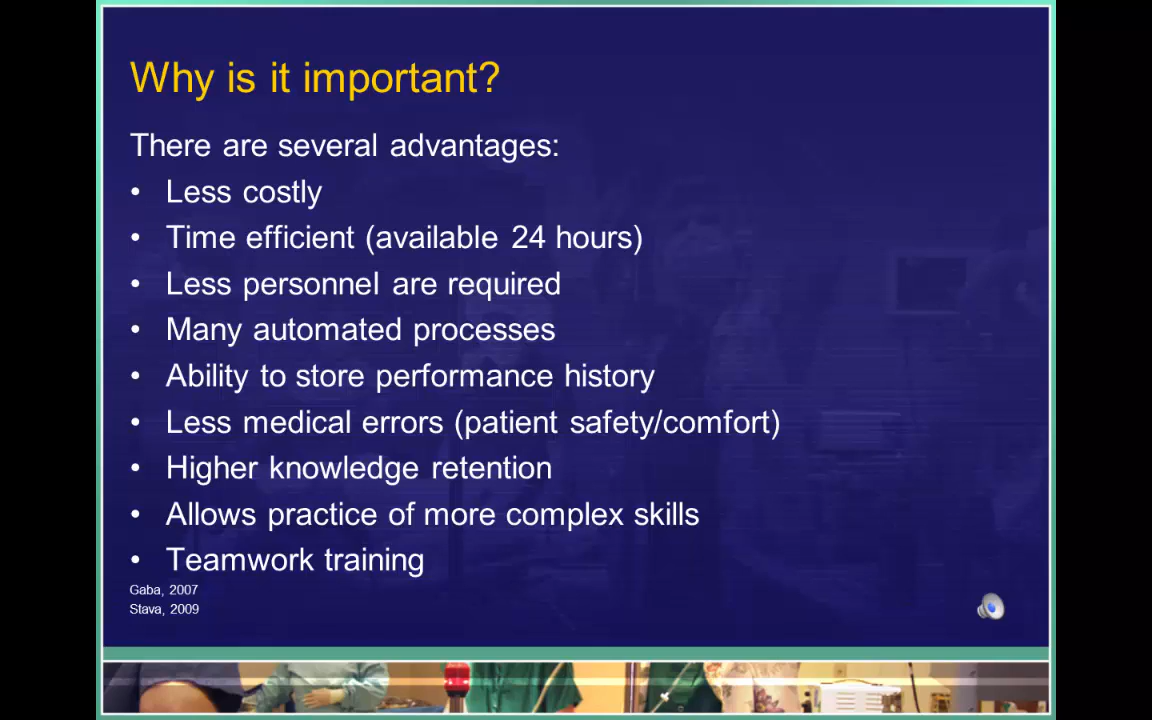 Why is it important?
There are several advantages:
• Less costly
• Time efficient (available 24 hours)
• Less personnel are required
• Many automated processes
• Ability to store performance history
• Less medical errors (patient safety/comfort)
• Higher knowledge retention
• Allows practice of more complex skills
• Teamwork training
Gaba, 2007
Stava, 2009